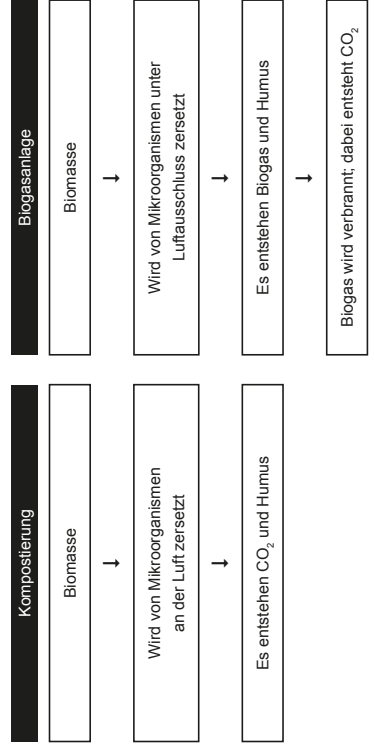 Kompostierung
Biomasse
Wird von Mikroorganismen
an der Luft zersetzt
Es entstehen CO₂ und Humus
Biogasanlage
Biomasse
Wird von Mikroorganismen unter
Luftausschluss zersetzt
Es entstehen Biogas und Humus
Biogas wird verbrannt; dabei entsteht CO₂